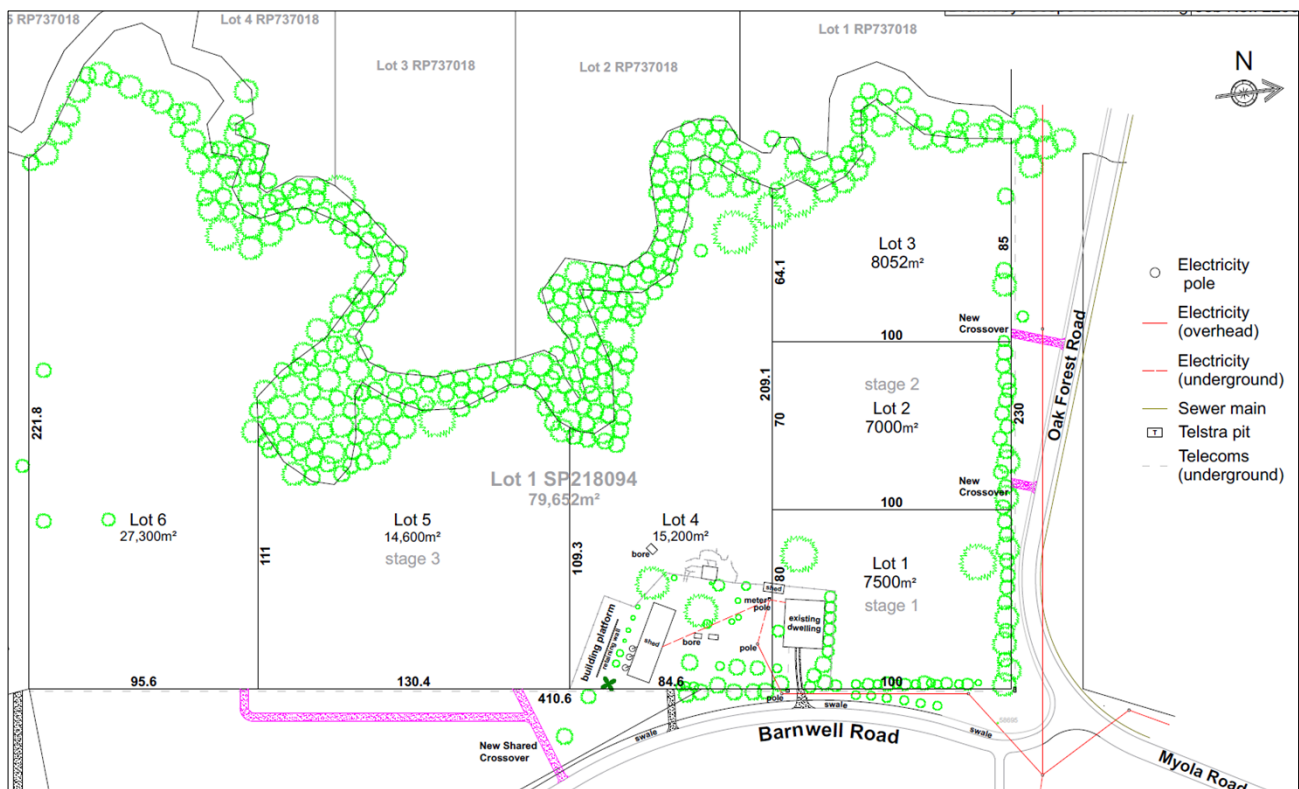 Lot 4 RP737018
Lot 3 RP737018
Lot 2 RP737018
Lot 1 RP737018
N
Lot 3
8052m²
85
64.1
New
Crossover
100
Oak Forest Road
209.1
stage 2
Lot 2
7000m²
70
230
New
Crossover
100
221.8
Lot 1 SP218094
79,652m²
Lot 6
27,300m²
Lot 5
14,600m²
stage 3
111
109.3
Lot 4
15,200m²
bore
80
Lot 1
7500m²
stage 1
shed
meter
pole
existing
dwelling
building platform
retaining wall
shed
bore
pole
95.6
130.4
410.6
84.6
100
pole
swale
swale
swale
New Shared
Crossover
Barnwell Road
Myola Road
Electricity
pole
Electricity
(overhead)
Electricity
(underground)
Sewer main
T
Telstra pit
Telecoms
(underground)